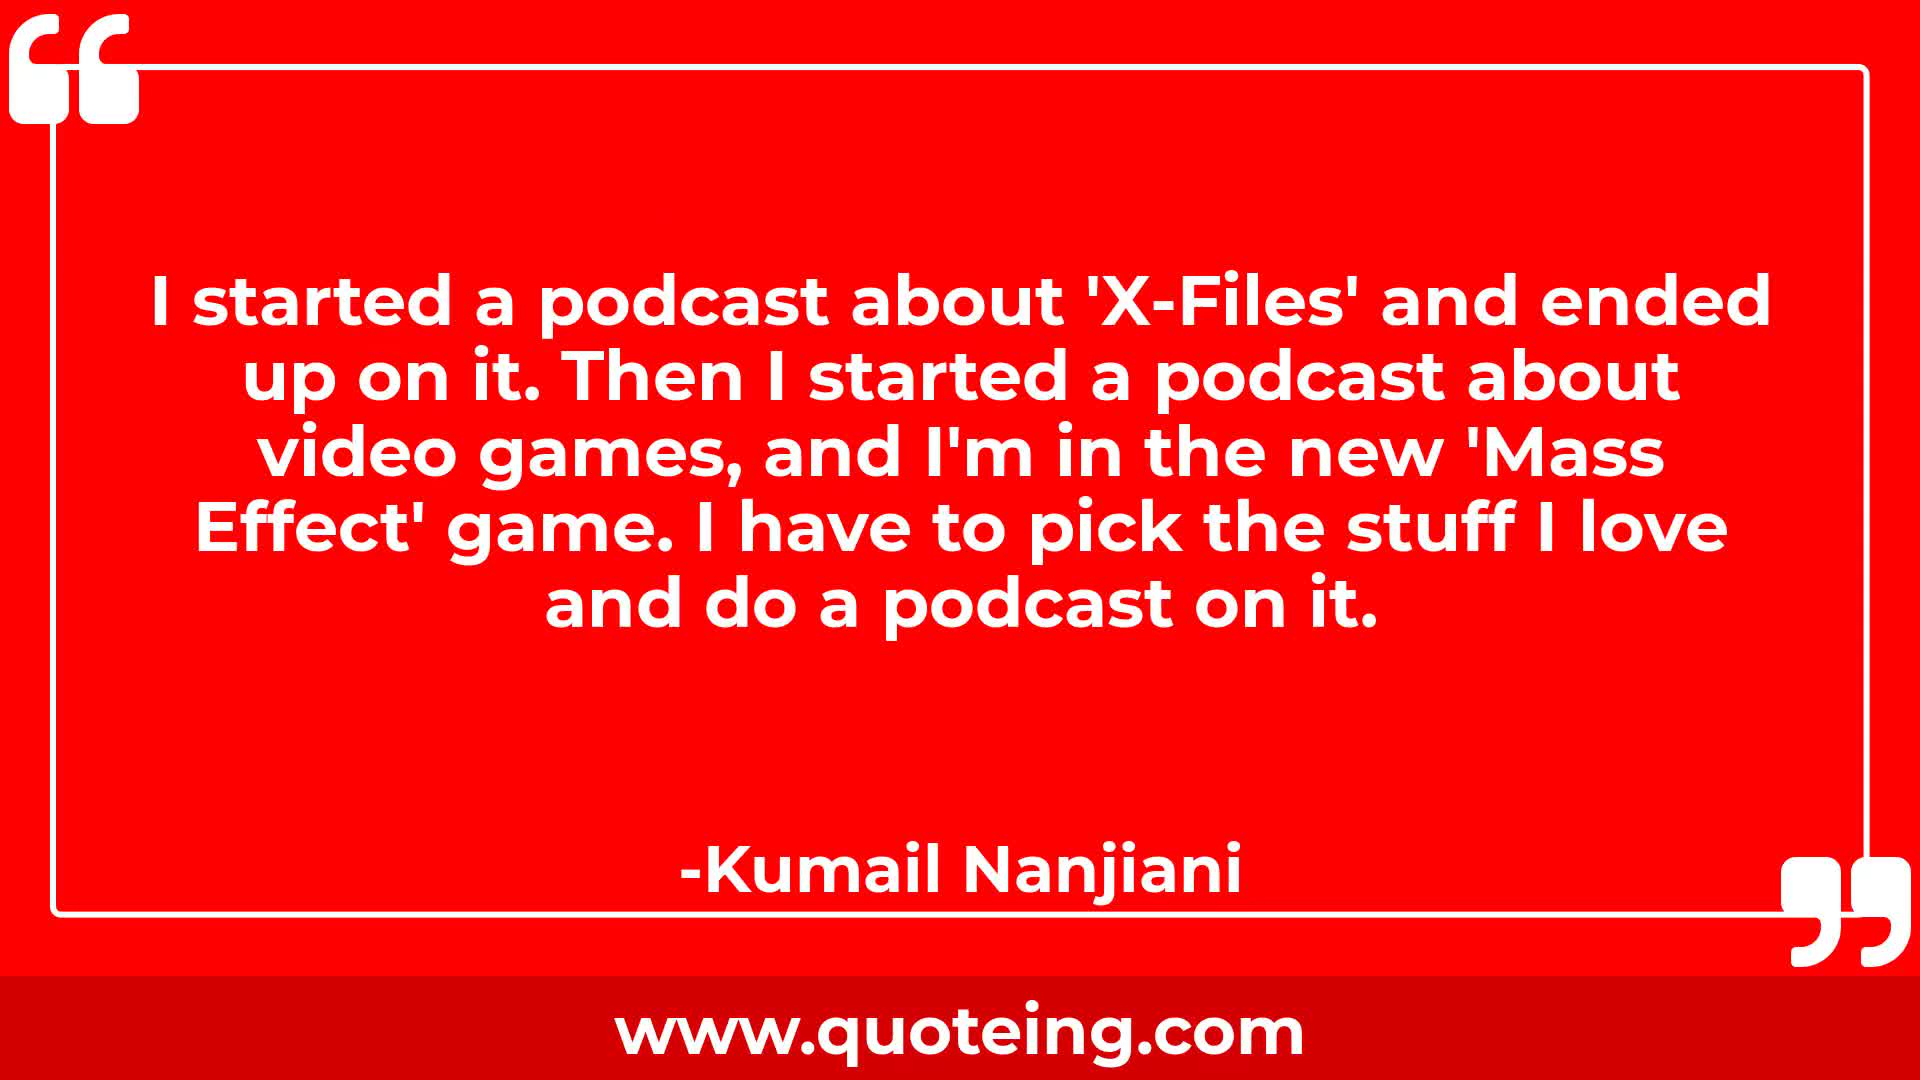 I started a podcast about 'X-Files' and ended
up on it. Then I started a podcast about
video games, and I'm in the new 'Mass
Effect' game. I have to pick the stuff I love
and do a podcast on it.
-Kumail Nanjiani
www.quoteing.com